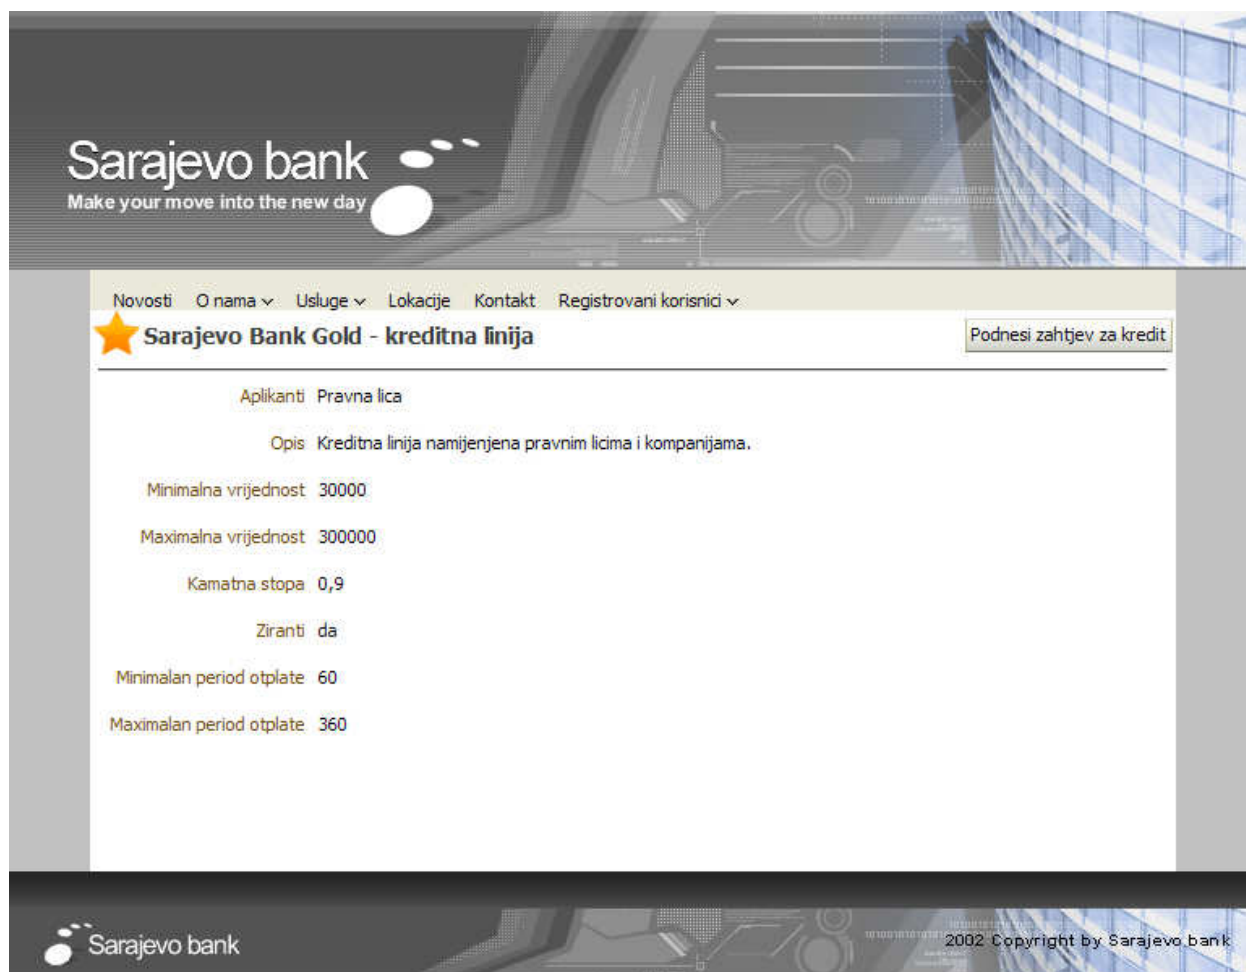 Sarajevo bank
Make your move into the new day
Novosti O nama Usluge Lokacije Kontakt Registrovani korisnici
Sarajevo Bank Gold - kreditna linija Podnesi zahtjev za kredit
Aplikanti Pravna lica
Opis Kreditna linija namijenjena pravnim licima i kompanijama.
Minimalna vrijednost 30000
Maximalna vrijednost 300000
Kamatna stopa 0,9
Ziranti da
Minimalan period otplate 60
Maximalan period otplate 360
Sarajevo bank 2002 Copyright by Sarajevo bank